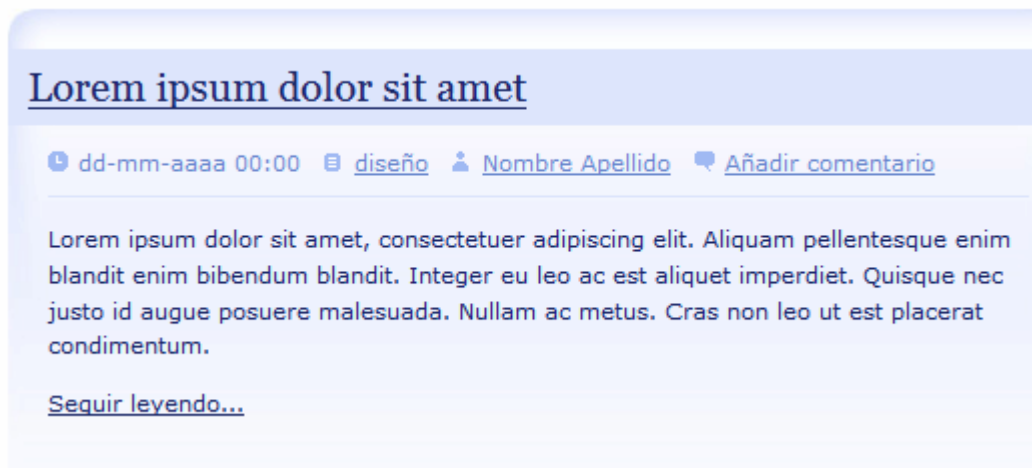 Lorem ipsum dolor sit amet
dd-mm-aaaa 00:00 diseño Nombre Apellido Añadir comentario
Lorem ipsum dolor sit amet, consectetuer adipiscing elit. Aliquam pellentesque enim
blandit enim bibendum blandit. Integer eu leo ac est aliquet imperdiet. Quisque nec
justo id augue posuere malesuada. Nullam ac metus. Cras non leo ut est placerat
condimentum.
Seguir leyendo...